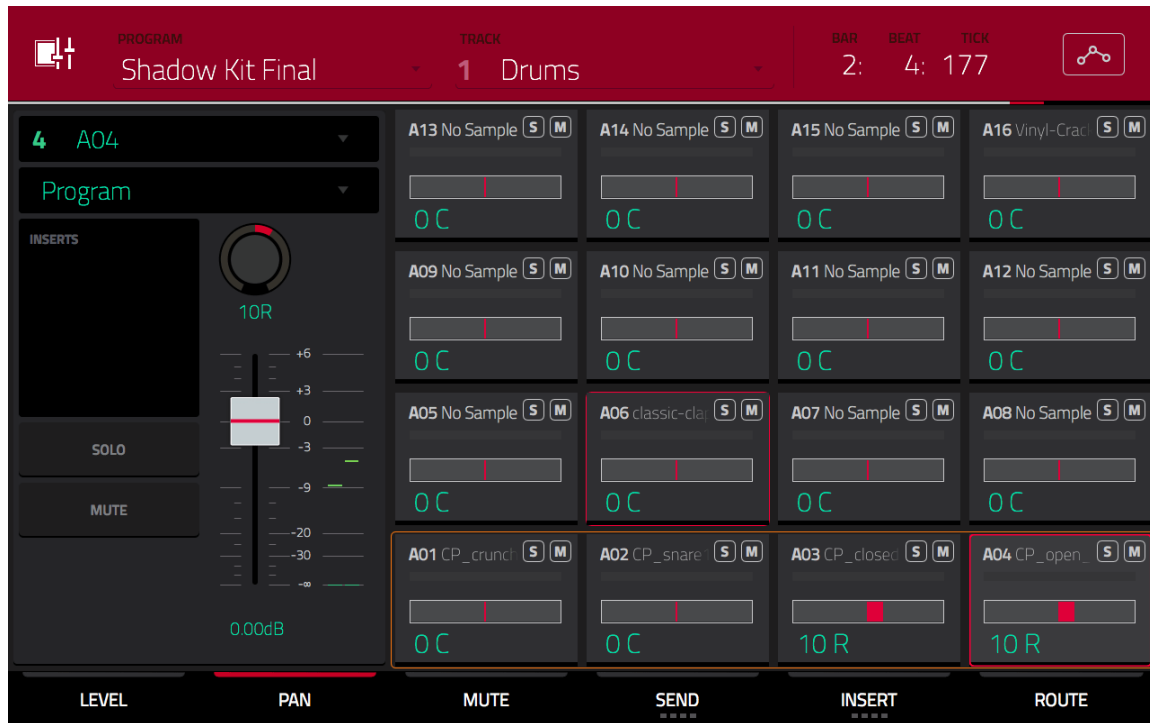 PROGRAM TRACK BAR BEAT TICK
Shadow Kit Final 1 Drums 2: 4: 177
4 A04
Program
INSERTS
10R
+6
+3
0
-3
-9
-20
-30
-∞
0.00dB
SOLO
MUTE
A13 No Sample S M A14 No Sample S M A15 No Sample S M A16 Vinyl-Crac S M
0 C 0 C 0 C 0 C
A09 No Sample S M A10 No Sample S M A11 No Sample S M A12 No Sample S M
0 C 0 C 0 C 0 C
A05 No Sample S M A06 classic-cla S M A07 No Sample S M A08 No Sample S M
0 C 0 C 0 C 0 C
A01 CP_crunch S M A02 CP_snare S M A03 CP_closed S M A04 CP_open_ S M
0 C 0 C 10 R 10 R
LEVEL PAN MUTE SEND INSERT ROUTE